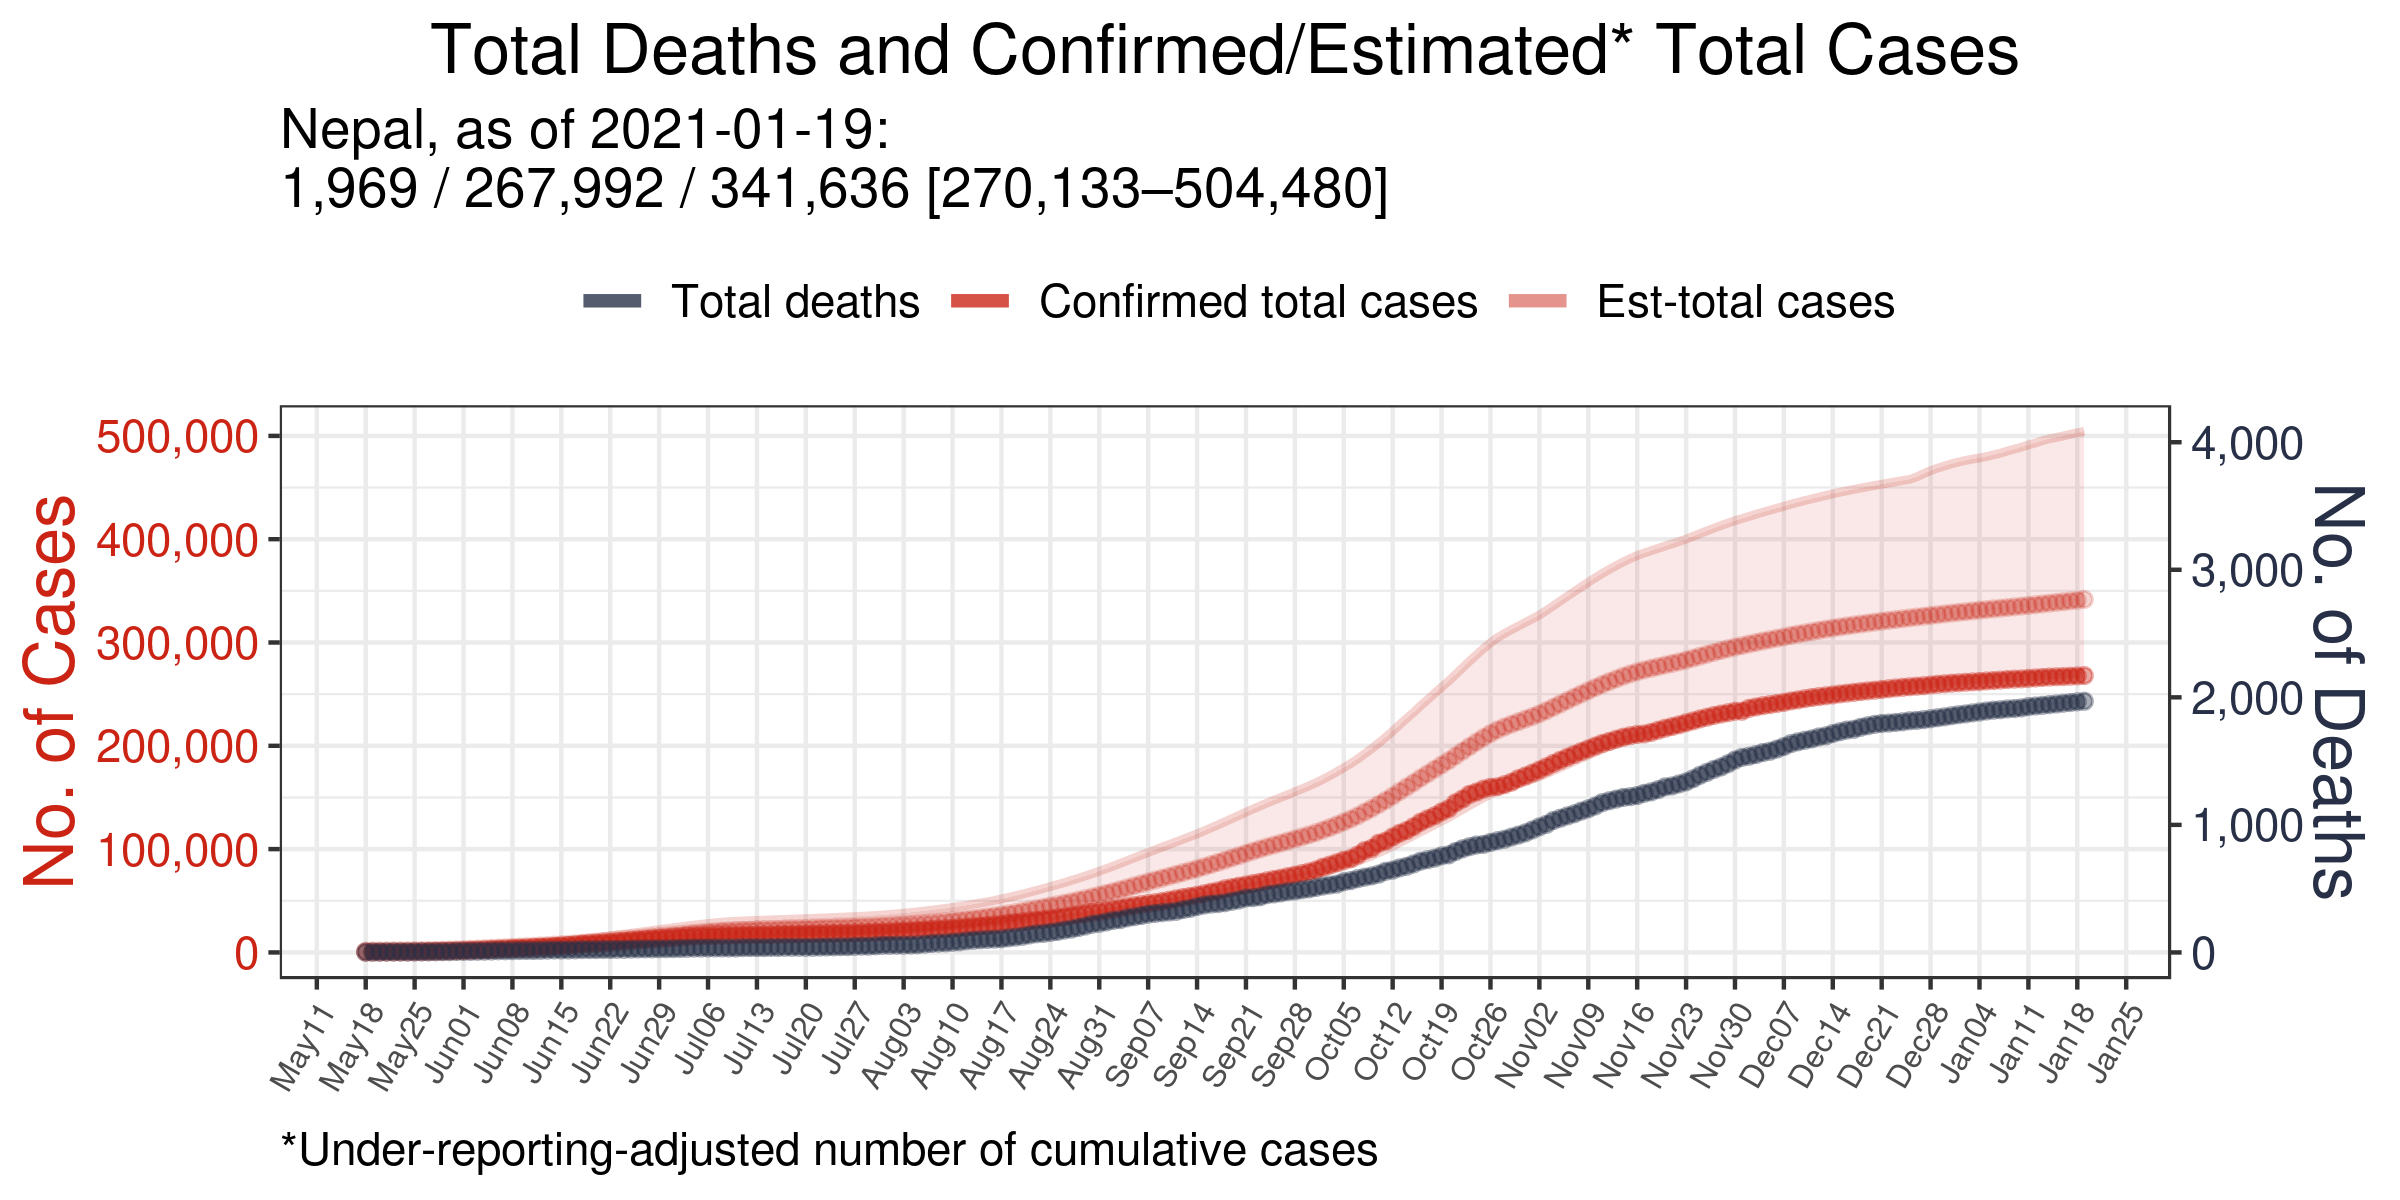 Total Deaths and Confirmed/Estimated* Total Cases
Nepal, as of 2021-01-19:
1,969 / 267,992 / 341,636 [270,133–504,480]
Total deaths
Confirmed total cases
Est-total cases
No. of Cases
500,000
400,000
300,000
200,000
100,000
0
4,000
3,000
2,000
1,000
0
No. of Deaths
May11
May18
May25
Jun01
Jun08
Jun15
Jun22
Jun29
Jul06
Jul13
Jul20
Jul27
Aug03
Aug10
Aug17
Aug24
Aug31
Sep07
Sep14
Sep21
Sep28
Oct05
Oct12
Oct19
Oct26
Nov02
Nov09
Nov16
Nov23
Nov30
Dec07
Dec14
Dec21
Dec28
Jan04
Jan11
Jan18
Jan25
*Under-reporting-adjusted number of cumulative cases